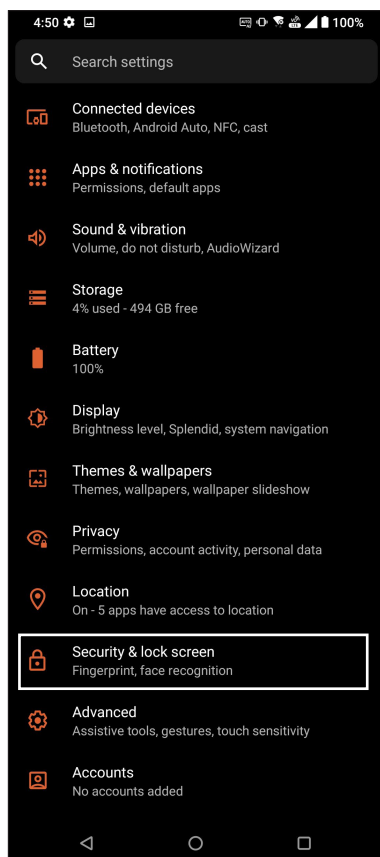 4:50 100%
Search settings
Connected devices
Bluetooth, Android Auto, NFC, cast
Apps & notifications
Permissions, default apps
Sound & vibration
Volume, do not disturb, AudioWizard
Storage
4% used - 494 GB free
Battery
100%
Display
Brightness level, Splendid, system navigation
Themes & wallpapers
Themes, wallpapers, wallpaper slideshow
Privacy
Permissions, account activity, personal data
Location
On - 5 apps have access to location
Security & lock screen
Fingerprint, face recognition
Advanced
Assistive tools, gestures, touch sensitivity
Accounts
No accounts added